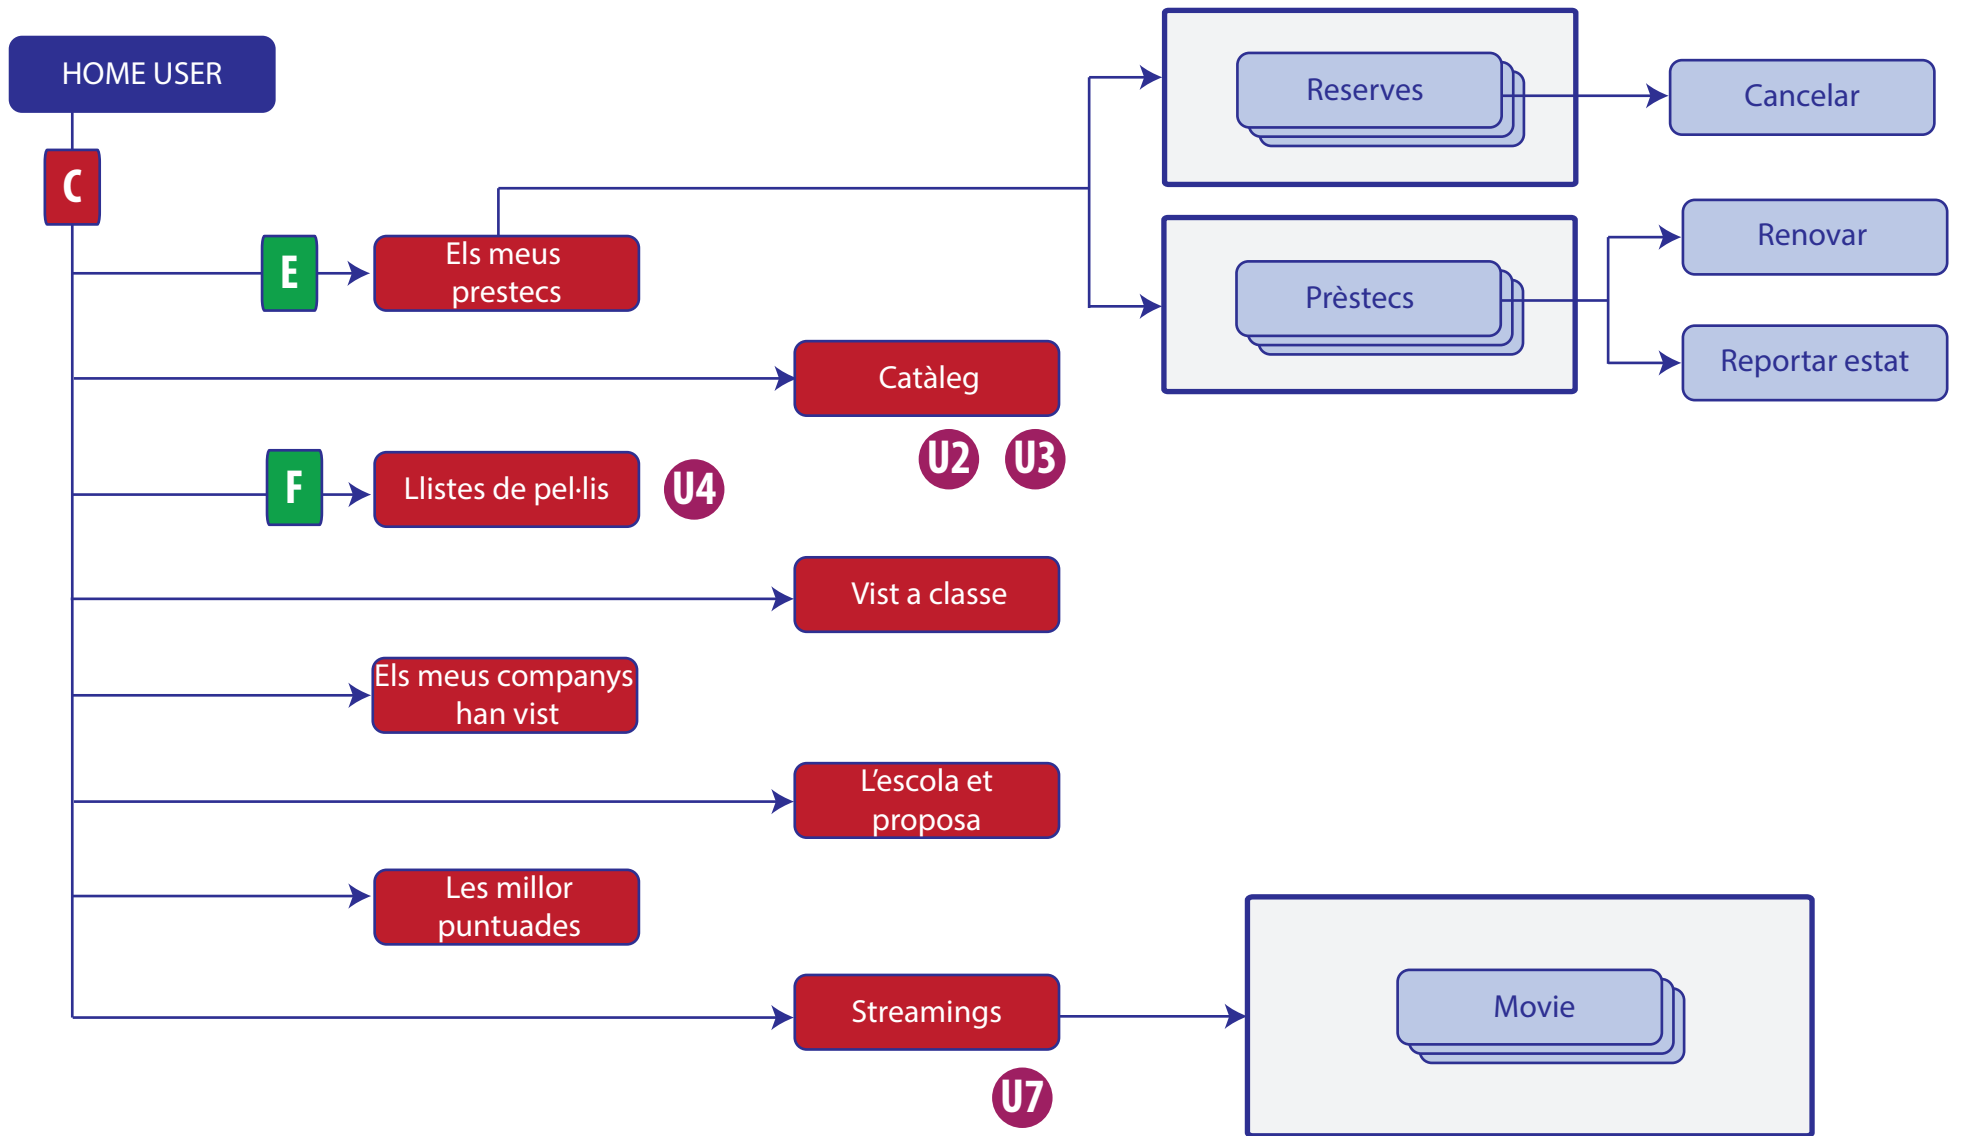 HOME USER
C
Reserves
Cancelar
E
Els meus
prestecs
Renovar
Prèstecs
Reportar estat
Catàleg
U2
U3
F
Llistes de pel·lis
U4
Vist a classe
Els meus companys
han vist
L’escola et
proposa
Les millor
puntuades
Streamings
Movie
U7